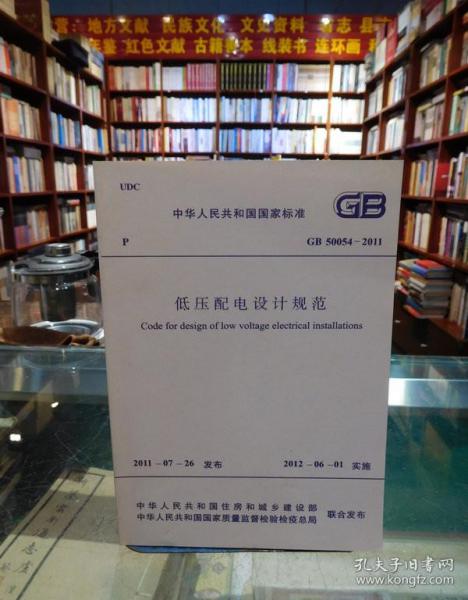 营：地方文献 民族文化 文史资料 省志 县
年鉴 红色文献 古籍善本 线装书 连环画
UDC
中华人民共和国国家标准
GB
P
GB 50054－2011
低压配电设计规范
Code for design of low voltage electrical installations
2011－07－26 发布
2012－06－01 实施
中华人民共和国住房和城乡建设部
中华人民共和国国家质量监督检验检疫总局
联合发布
孔夫子旧书网
www.kongfz.com